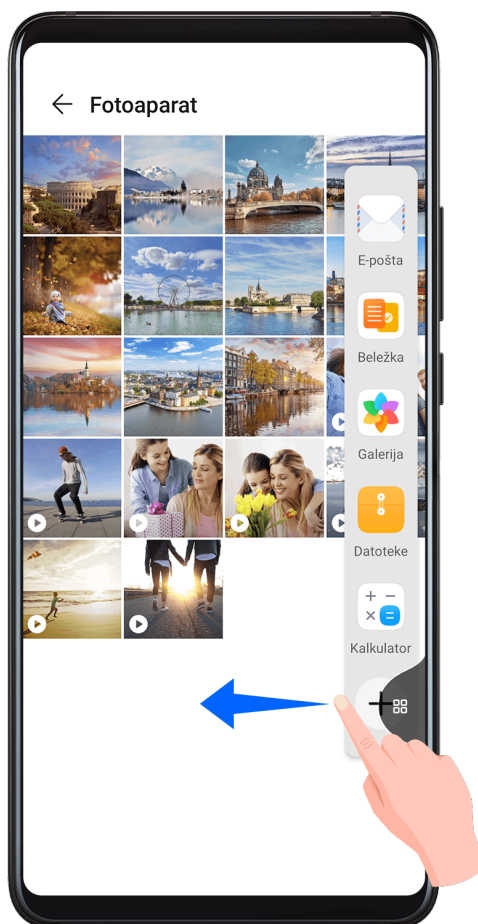 Fotoaparat
E-pošta
Beležka
Galerija
Datoteke
Kalkulator